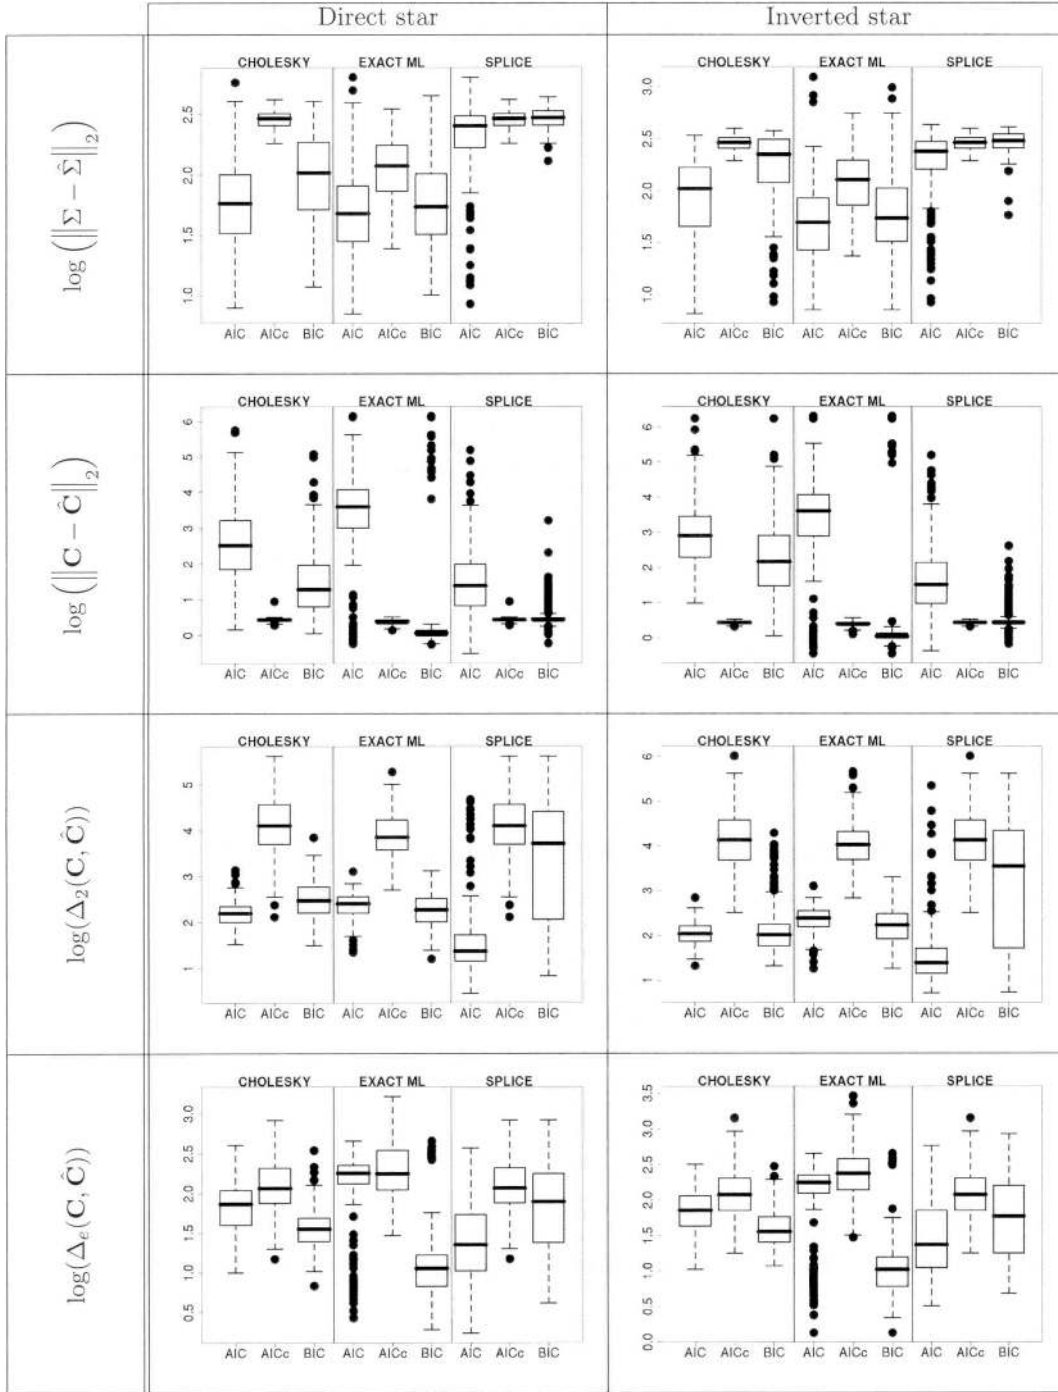 Direct star Inverted star
log(‖Σ − Σ̂‖₂)
CHOLESKY EXACT ML SPLICE
2.5
2.0
1.5
1.0
AIC AICc BIC AIC AICc BIC AIC AICc BIC
CHOLESKY EXACT ML SPLICE
3.0
2.5
2.0
1.5
1.0
AIC AICc BIC AIC AICc BIC AIC AICc BIC
log(‖C − Ĉ‖₂)
CHOLESKY EXACT ML SPLICE
6
5
4
3
2
1
0
AIC AICc BIC AIC AICc BIC AIC AICc BIC
CHOLESKY EXACT ML SPLICE
6
5
4
3
2
1
0
AIC AICc BIC AIC AICc BIC AIC AICc BIC
log(Δ₂(C, Ĉ))
CHOLESKY EXACT ML SPLICE
5
4
3
2
1
AIC AICc BIC AIC AICc BIC AIC AICc BIC
CHOLESKY EXACT ML SPLICE
6
5
4
3
2
1
AIC AICc BIC AIC AICc BIC AIC AICc BIC
log(Δₑ(C, Ĉ))
CHOLESKY EXACT ML SPLICE
3.0
2.5
2.0
1.5
1.0
0.5
AIC AICc BIC AIC AICc BIC AIC AICc BIC
CHOLESKY EXACT ML SPLICE
3.5
3.0
2.5
2.0
1.5
1.0
0.5
0.0
AIC AICc BIC AIC AICc BIC AIC AICc BIC